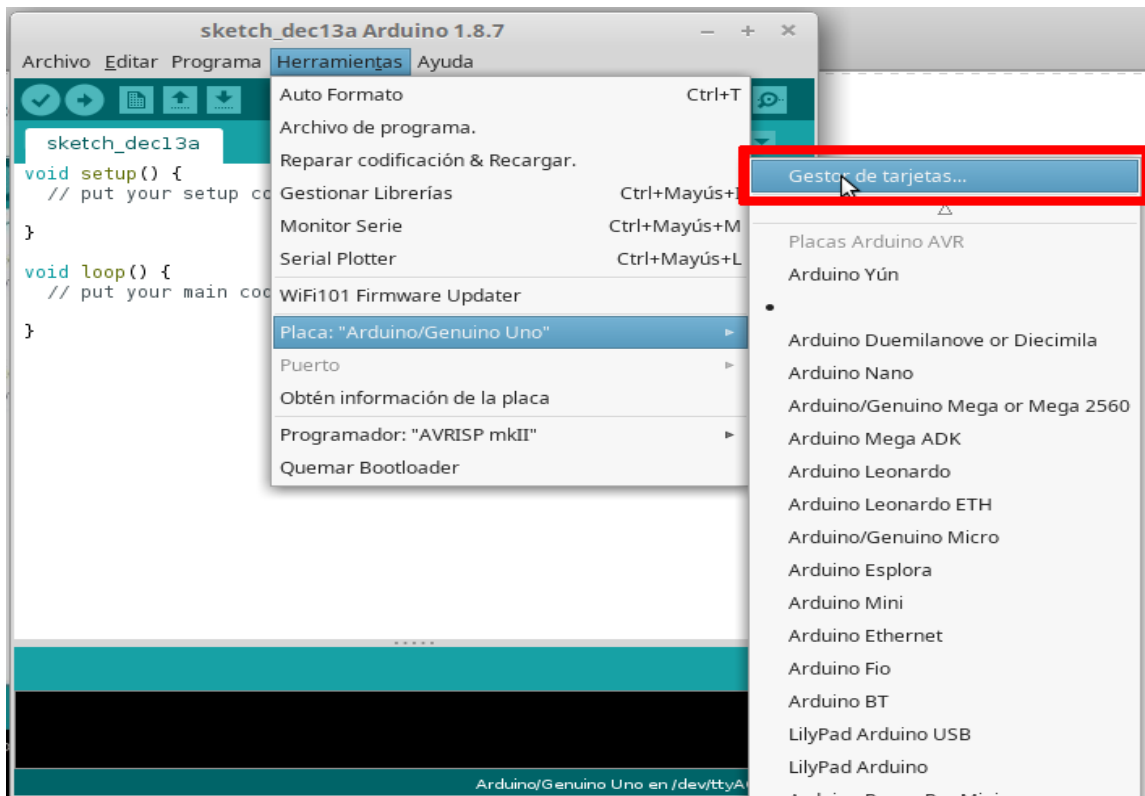 sketch_dec13a Arduino 1.8.7
Archivo Editar Programa Herramientas Ayuda
sketch_dec13a
void setup() {
// put your setup co
}
void loop() {
// put your main cod
}
Auto Formato Ctrl+T
Archivo de programa.
Reparar codificación & Recargar.
Gestionar Librerías Ctrl+Mayús+I
Monitor Serie Ctrl+Mayús+M
Serial Plotter Ctrl+Mayús+L
WiFi101 Firmware Updater
Placa: "Arduino/Genuino Uno"
Puerto
Obtén información de la placa
Programador: "AVRISP mkII"
Quemar Bootloader
Gestor de tarjetas...
Placas Arduino AVR
Arduino Yún
Arduino Duemilanove or Diecimila
Arduino Nano
Arduino/Genuino Mega or Mega 2560
Arduino Mega ADK
Arduino Leonardo
Arduino Leonardo ETH
Arduino/Genuino Micro
Arduino Esplora
Arduino Mini
Arduino Ethernet
Arduino Fio
Arduino BT
LilyPad Arduino USB
LilyPad Arduino
Arduino/Genuino Uno en /dev/ttyA